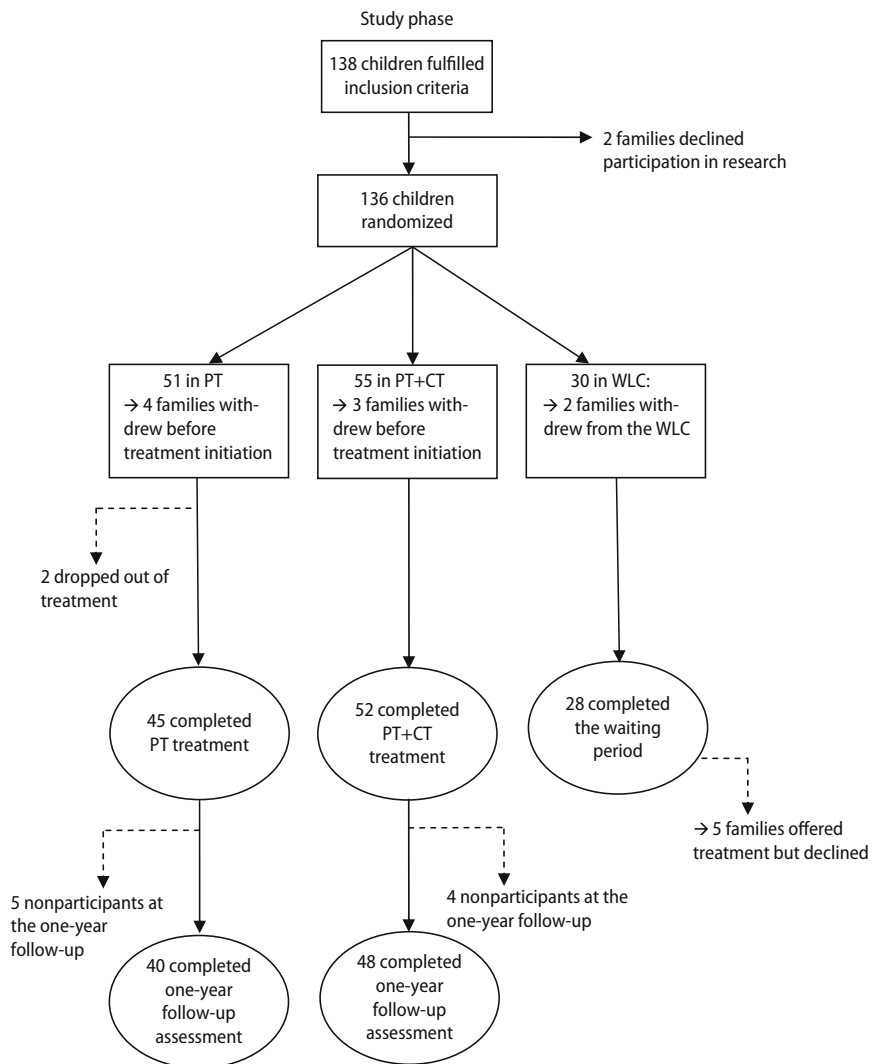 Study phase
138 children fulfilled
inclusion criteria
2 families declined
participation in research
136 children
randomized
51 in PT
→ 4 families with-
drew before
treatment initiation
55 in PT+CT
→ 3 families with-
drew before
treatment initiation
30 in WLC:
→ 2 families with-
drew from the WLC
2 dropped out of
treatment
45 completed
PT treatment
52 completed
PT+CT
treatment
28 completed
the waiting
period
→ 5 families offered
treatment but declined
5 nonparticipants at
the one-year
follow-up
4 nonparticipants at the
one-year follow-up
40 completed
one-year
follow-up
assessment
48 completed
one-year
follow-up
assessment